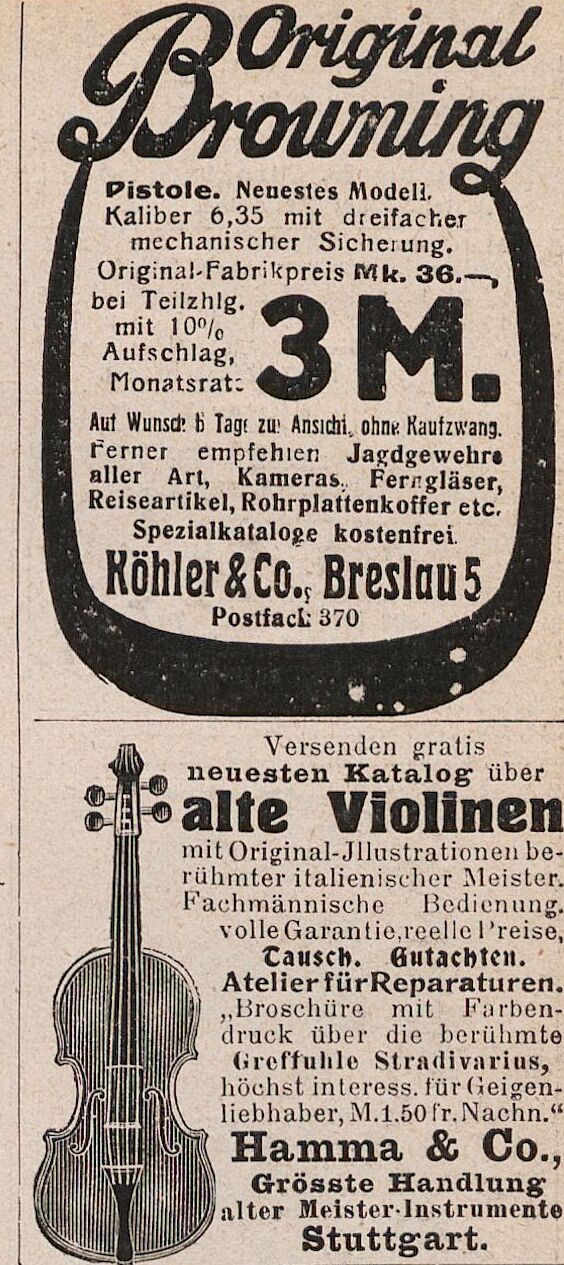 Original
Browning
Pistole. Neuestes Modell.
Kaliber 6,35 mit dreifacher
mechanischer Sicherung.
Original-Fabrikpreis Mk. 36.—,
bei Teilzhlg.
mit 10%
Aufschlag,
Monatsrate
3 M.
Auf Wunsch 6 Tage zur Ansicht, ohne Kaufzwang.
Ferner empfehlen Jagdgewehre
aller Art, Kameras, Ferngläser,
Reiseartikel, Rohrplattenkoffer etc.
Spezialkataloge kostenfrei.
Köhler & Co., Breslau 5
Postfach 370
Versenden gratis
neuesten Katalog über
alte Violinen
mit Original-Jllustrationen be-
rühmter italienischer Meister.
Fachmännische Bedienung.
volle Garantie, reelle Preise,
Tausch. Gutachten.
Atelier für Reparaturen.
„Broschüre mit Farben-
druck über die berühmte
Greffuhle Stradivarius,
höchst interess. für Geigen-
liebhaber, M.1.50 fr. Nachn.“
Hamma & Co.,
Grösste Handlung
alter Meister-Instrumente
Stuttgart.